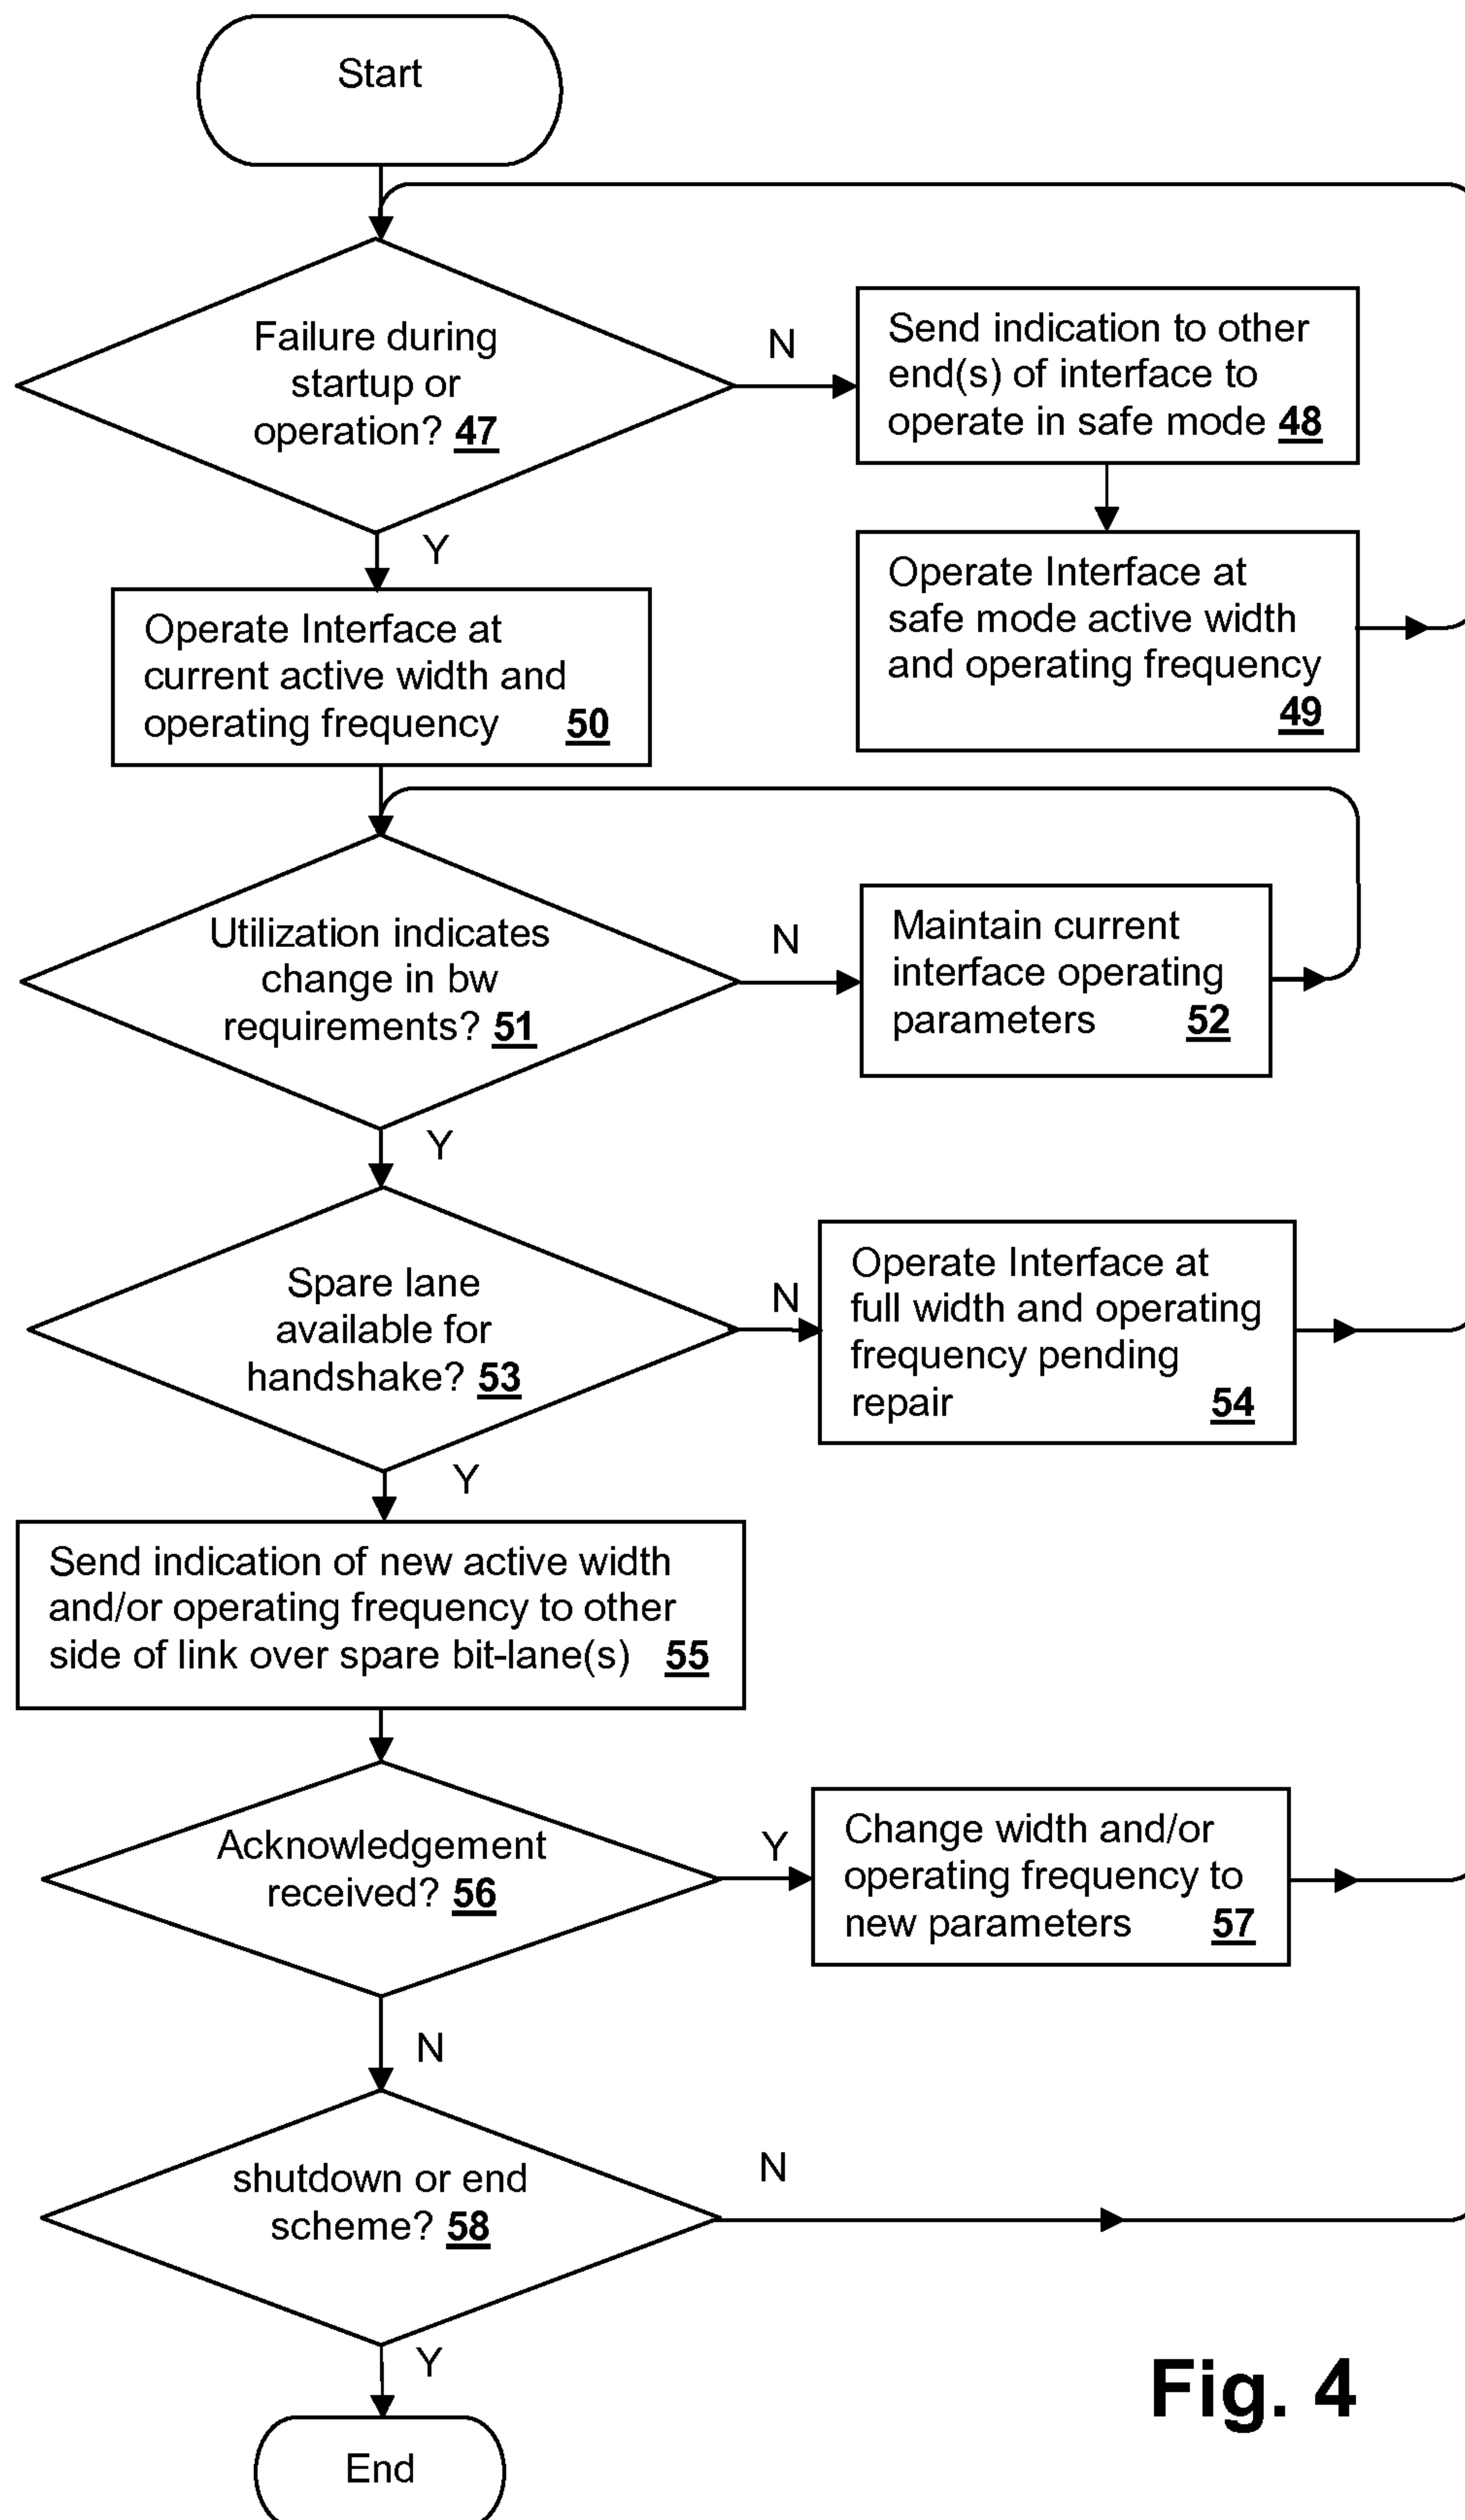 Start
Failure during
startup or
operation? 47
N
Send indication to other
end(s) of interface to
operate in safe mode 48
Y
Operate Interface at
safe mode active width
and operating frequency
49
Operate Interface at
current active width and
operating frequency 50
Utilization indicates
change in bw
requirements? 51
N
Maintain current
interface operating
parameters 52
Y
Spare lane
available for
handshake? 53
N
Operate Interface at
full width and operating
frequency pending
repair 54
Y
Send indication of new active width
and/or operating frequency to other
side of link over spare bit-lane(s) 55
Acknowledgement
received? 56
Y
Change width and/or
operating frequency to
new parameters 57
N
shutdown or end
scheme? 58
N
Y
End
Fig. 4